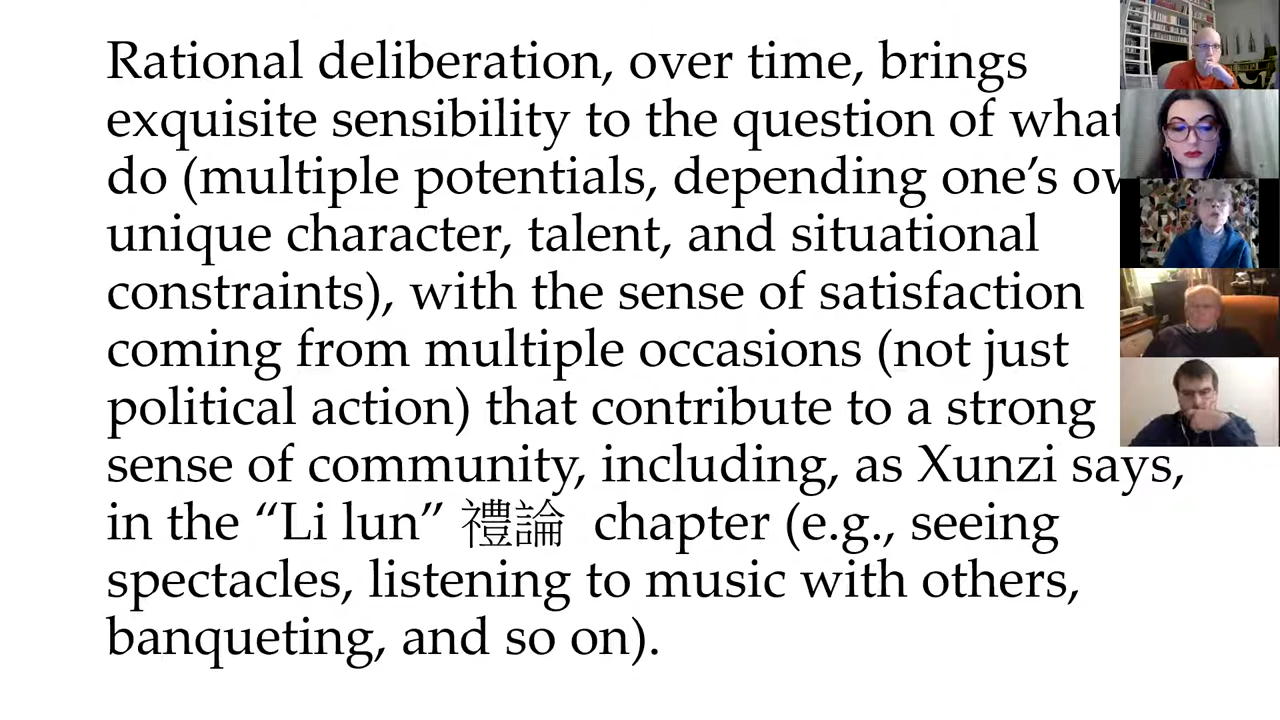 Rational deliberation, over time, brings
exquisite sensibility to the question of what
do (multiple potentials, depending one’s ow
unique character, talent, and situational
constraints), with the sense of satisfaction
coming from multiple occasions (not just
political action) that contribute to a strong
sense of community, including, as Xunzi says,
in the “Li lun” 禮論 chapter (e.g., seeing
spectacles, listening to music with others,
banqueting, and so on).